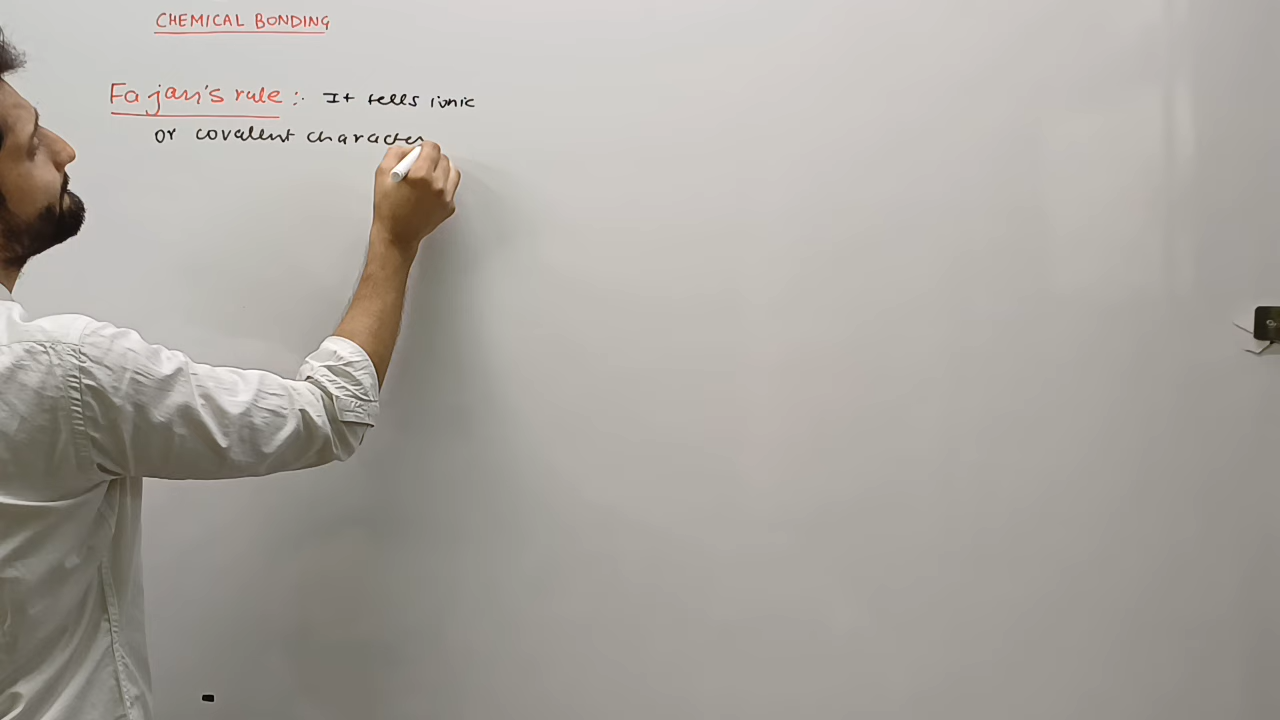 CHEMICAL BONDING
Fajan's rule :- It tells ionic
or covalent character